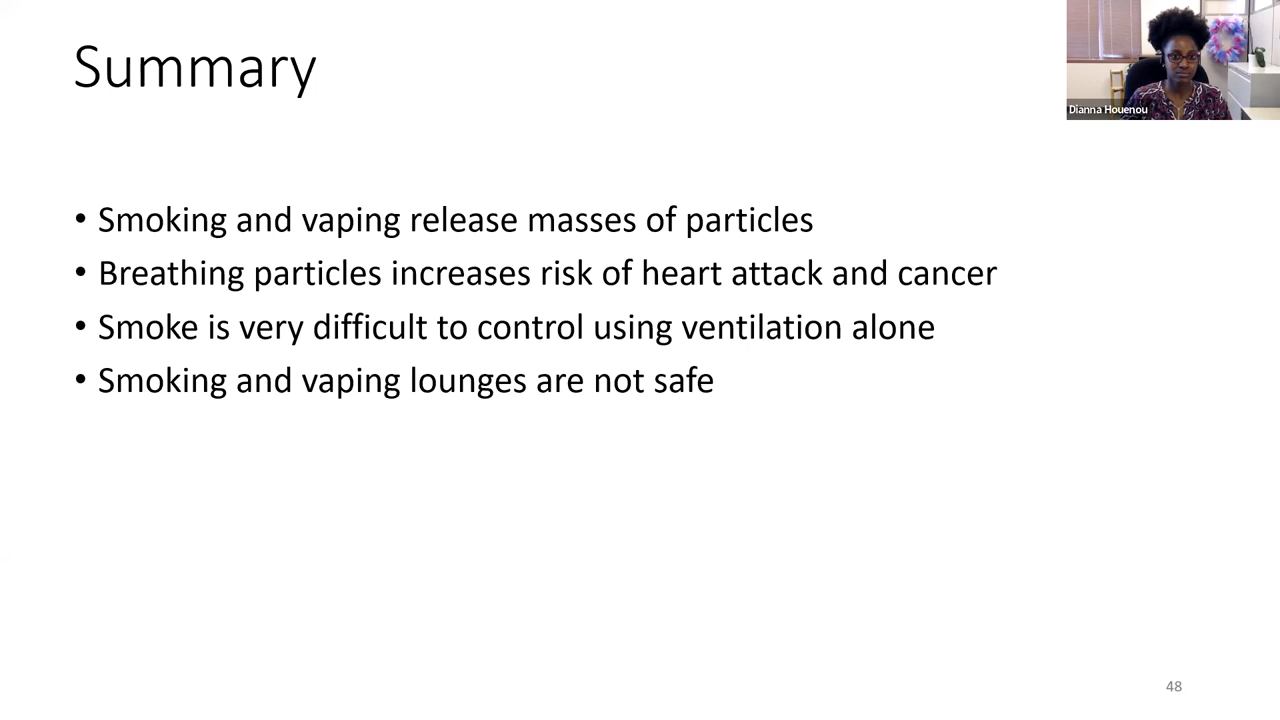 Summary
Dianna Houenou
• Smoking and vaping release masses of particles
• Breathing particles increases risk of heart attack and cancer
• Smoke is very difficult to control using ventilation alone
• Smoking and vaping lounges are not safe
48